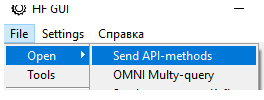 HF GUI
File Settings Справка
Open Send API-methods
Tools OMNI Multy-query